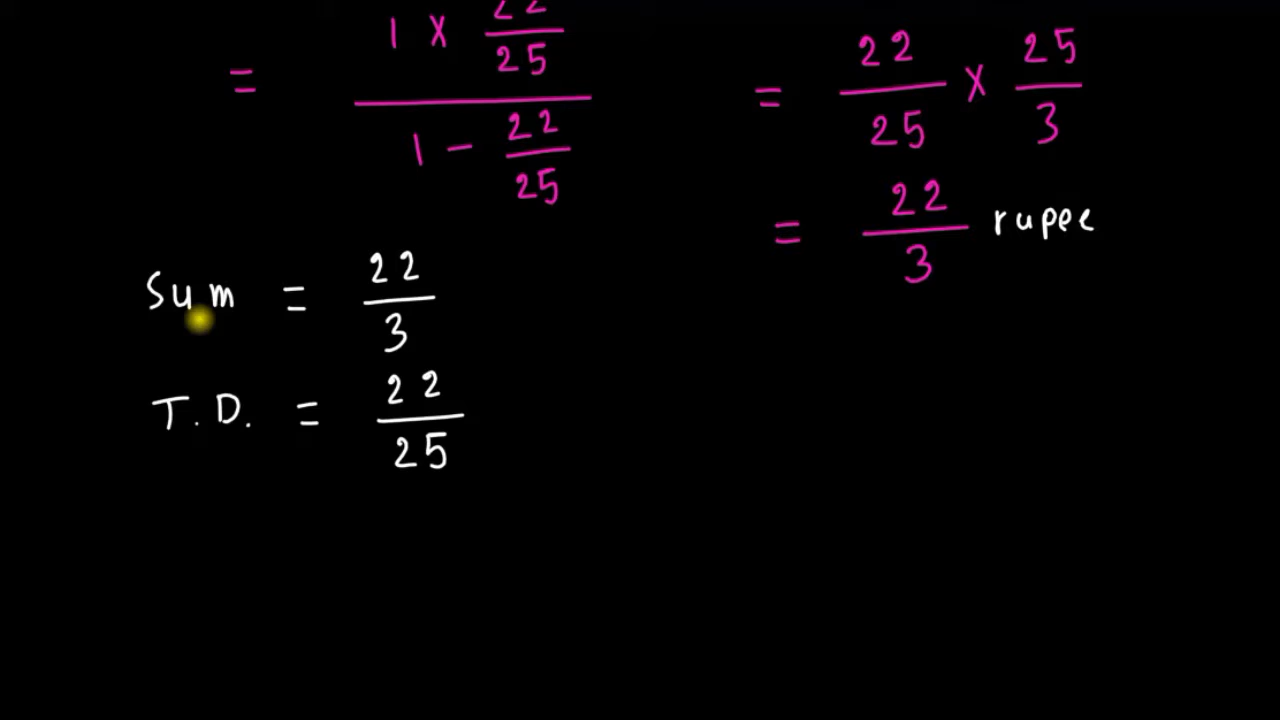 = (1 × 22/25) / (1 - 22/25)
= 22/25 × 25/3
= 22/3 rupee
Sum = 22/3
T.D. = 22/25